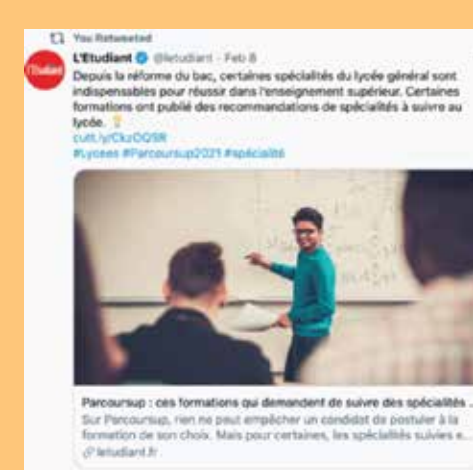 You Retweeted
L'Etudiant @letudiant · Feb 8
l'Etudiant
Depuis la réforme du bac, certaines spécialités du lycée général sont
indispensables pour réussir dans l'enseignement supérieur. Certaines
formations ont publié des recommandations de spécialités à suivre au
lycée.
#Lycees #Parcoursup2021 #spécialité
Parcoursup : ces formations qui demandent de suivre des spécialités ...
Sur Parcoursup, rien ne peut empêcher un candidat de postuler à la
formation de son choix. Mais pour certaines, les spécialités suivies e...
letudiant.fr